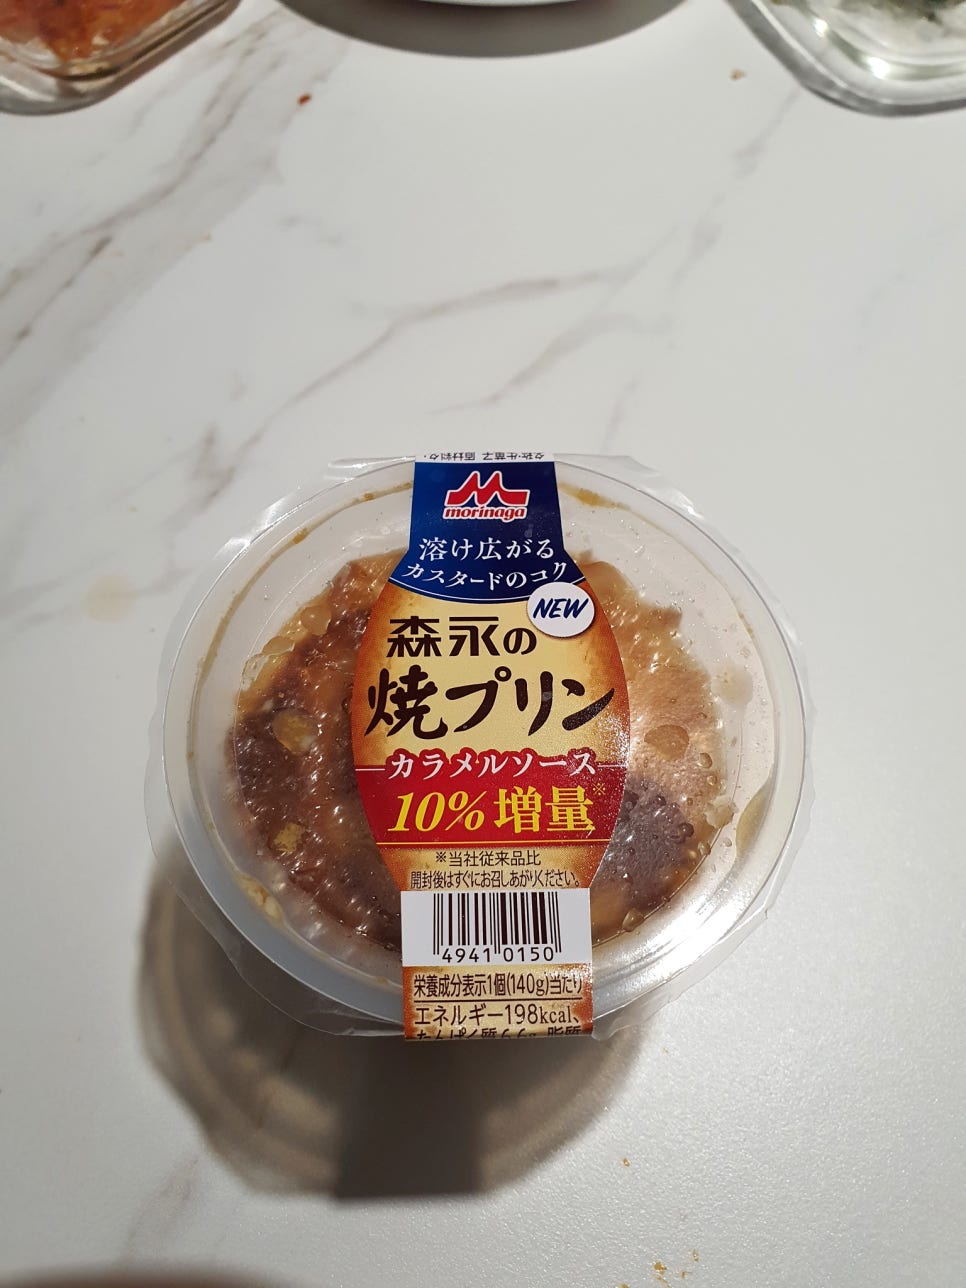 morinaga
溶け広がる
カスタードのコク
NEW
森永の
焼プリン
カラメルソース
10%増量※
※当社従来品比
開封後はすぐにお召しあがりください。
4941 0150
栄養成分表示1個(140g)当たり
エネルギー198kcal、